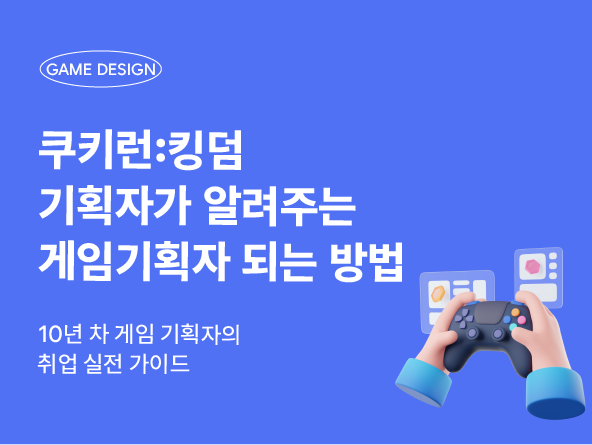 GAME DESIGN
쿠키런:킹덤
기획자가 알려주는
게임기획자 되는 방법
10년 차 게임 기획자의
취업 실전 가이드